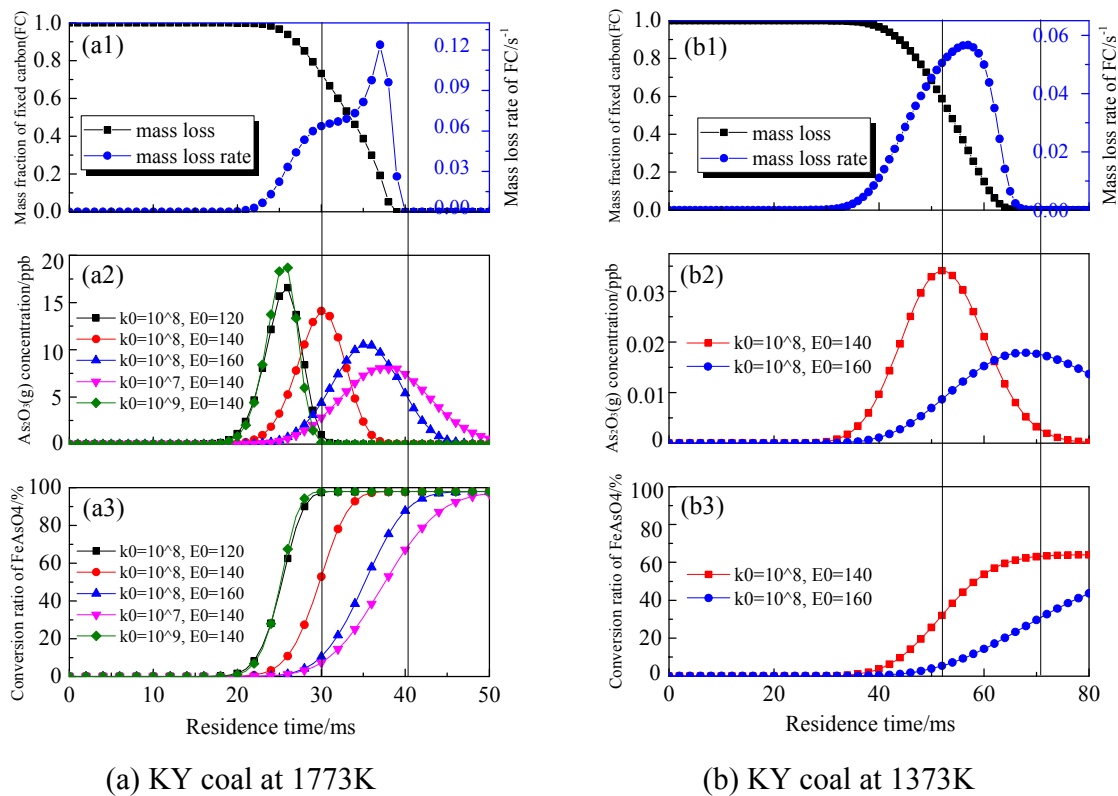 (a1)
Mass fraction of fixed carbon(FC)
1.0
0.8
0.6
0.4
0.2
0.0
mass loss
mass loss rate
0.12
0.09
0.06
0.03
0.00
Mass loss rate of FC/s⁻¹
(a2)
As₂O₃(g) concentration/ppb
20
15
10
5
0
k0=10^8, E0=120
k0=10^8, E0=140
k0=10^8, E0=160
k0=10^7, E0=140
k0=10^9, E0=140
(a3)
Conversion ratio of FeAsO4/%
100
80
60
40
20
0
k0=10^8, E0=120
k0=10^8, E0=140
k0=10^8, E0=160
k0=10^7, E0=140
k0=10^9, E0=140
0 10 20 30 40 50
Residence time/ms
(a) KY coal at 1773K
(b1)
Mass fraction of fixed carbon(FC)
1.0
0.8
0.6
0.4
0.2
0.0
mass loss
mass loss rate
0.06
0.04
0.02
0.00
Mass loss rate of FC/s⁻¹
(b2)
As₂O₃(g) concentration/ppb
0.03
0.02
0.01
0
k0=10^8, E0=140
k0=10^8, E0=160
(b3)
Conversion ratio of FeAsO4/%
100
80
60
40
20
0
k0=10^8, E0=140
k0=10^8, E0=160
0 20 40 60 80
Residence time/ms
(b) KY coal at 1373K